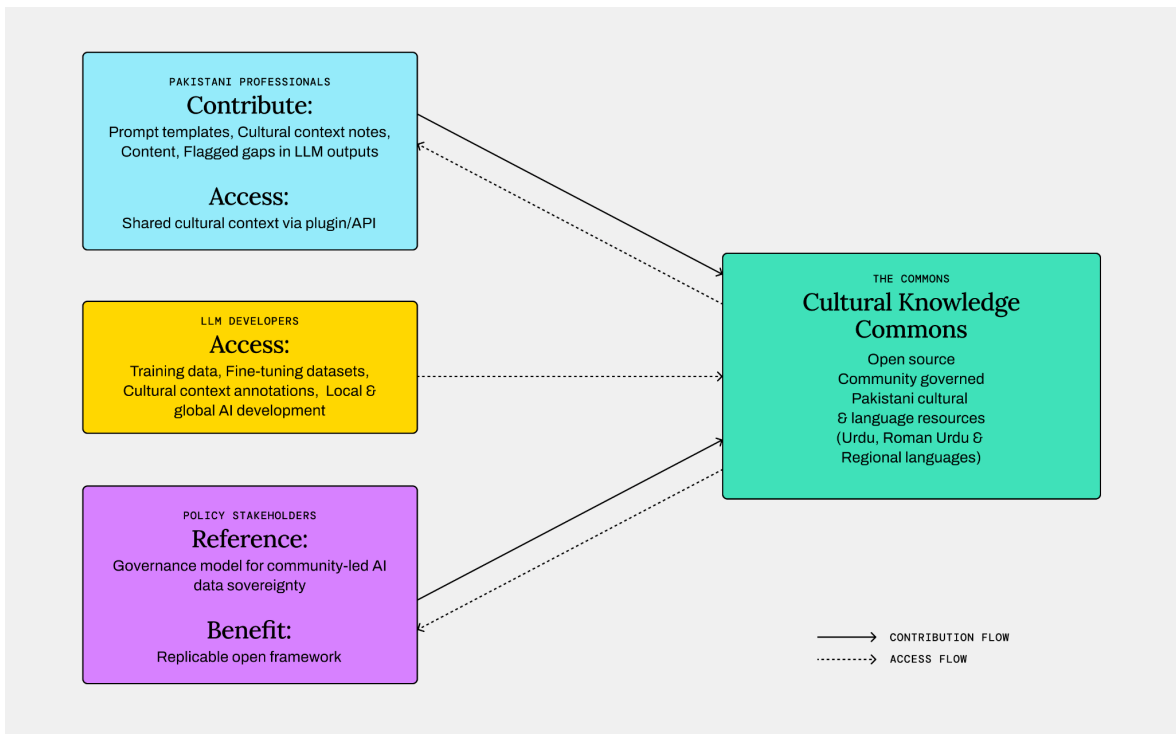 PAKISTANI PROFESSIONALS
Contribute:
Prompt templates, Cultural context notes,
Content, Flagged gaps in LLM outputs
Access:
Shared cultural context via plugin/API
LLM DEVELOPERS
Access:
Training data, Fine-tuning datasets,
Cultural context annotations, Local &
global AI development
POLICY STAKEHOLDERS
Reference:
Governance model for community-led AI
data sovereignty
Benefit:
Replicable open framework
THE COMMONS
Cultural Knowledge
Commons
Open source
Community governed
Pakistani cultural
& language resources
(Urdu, Roman Urdu &
Regional languages)
CONTRIBUTION FLOW
ACCESS FLOW